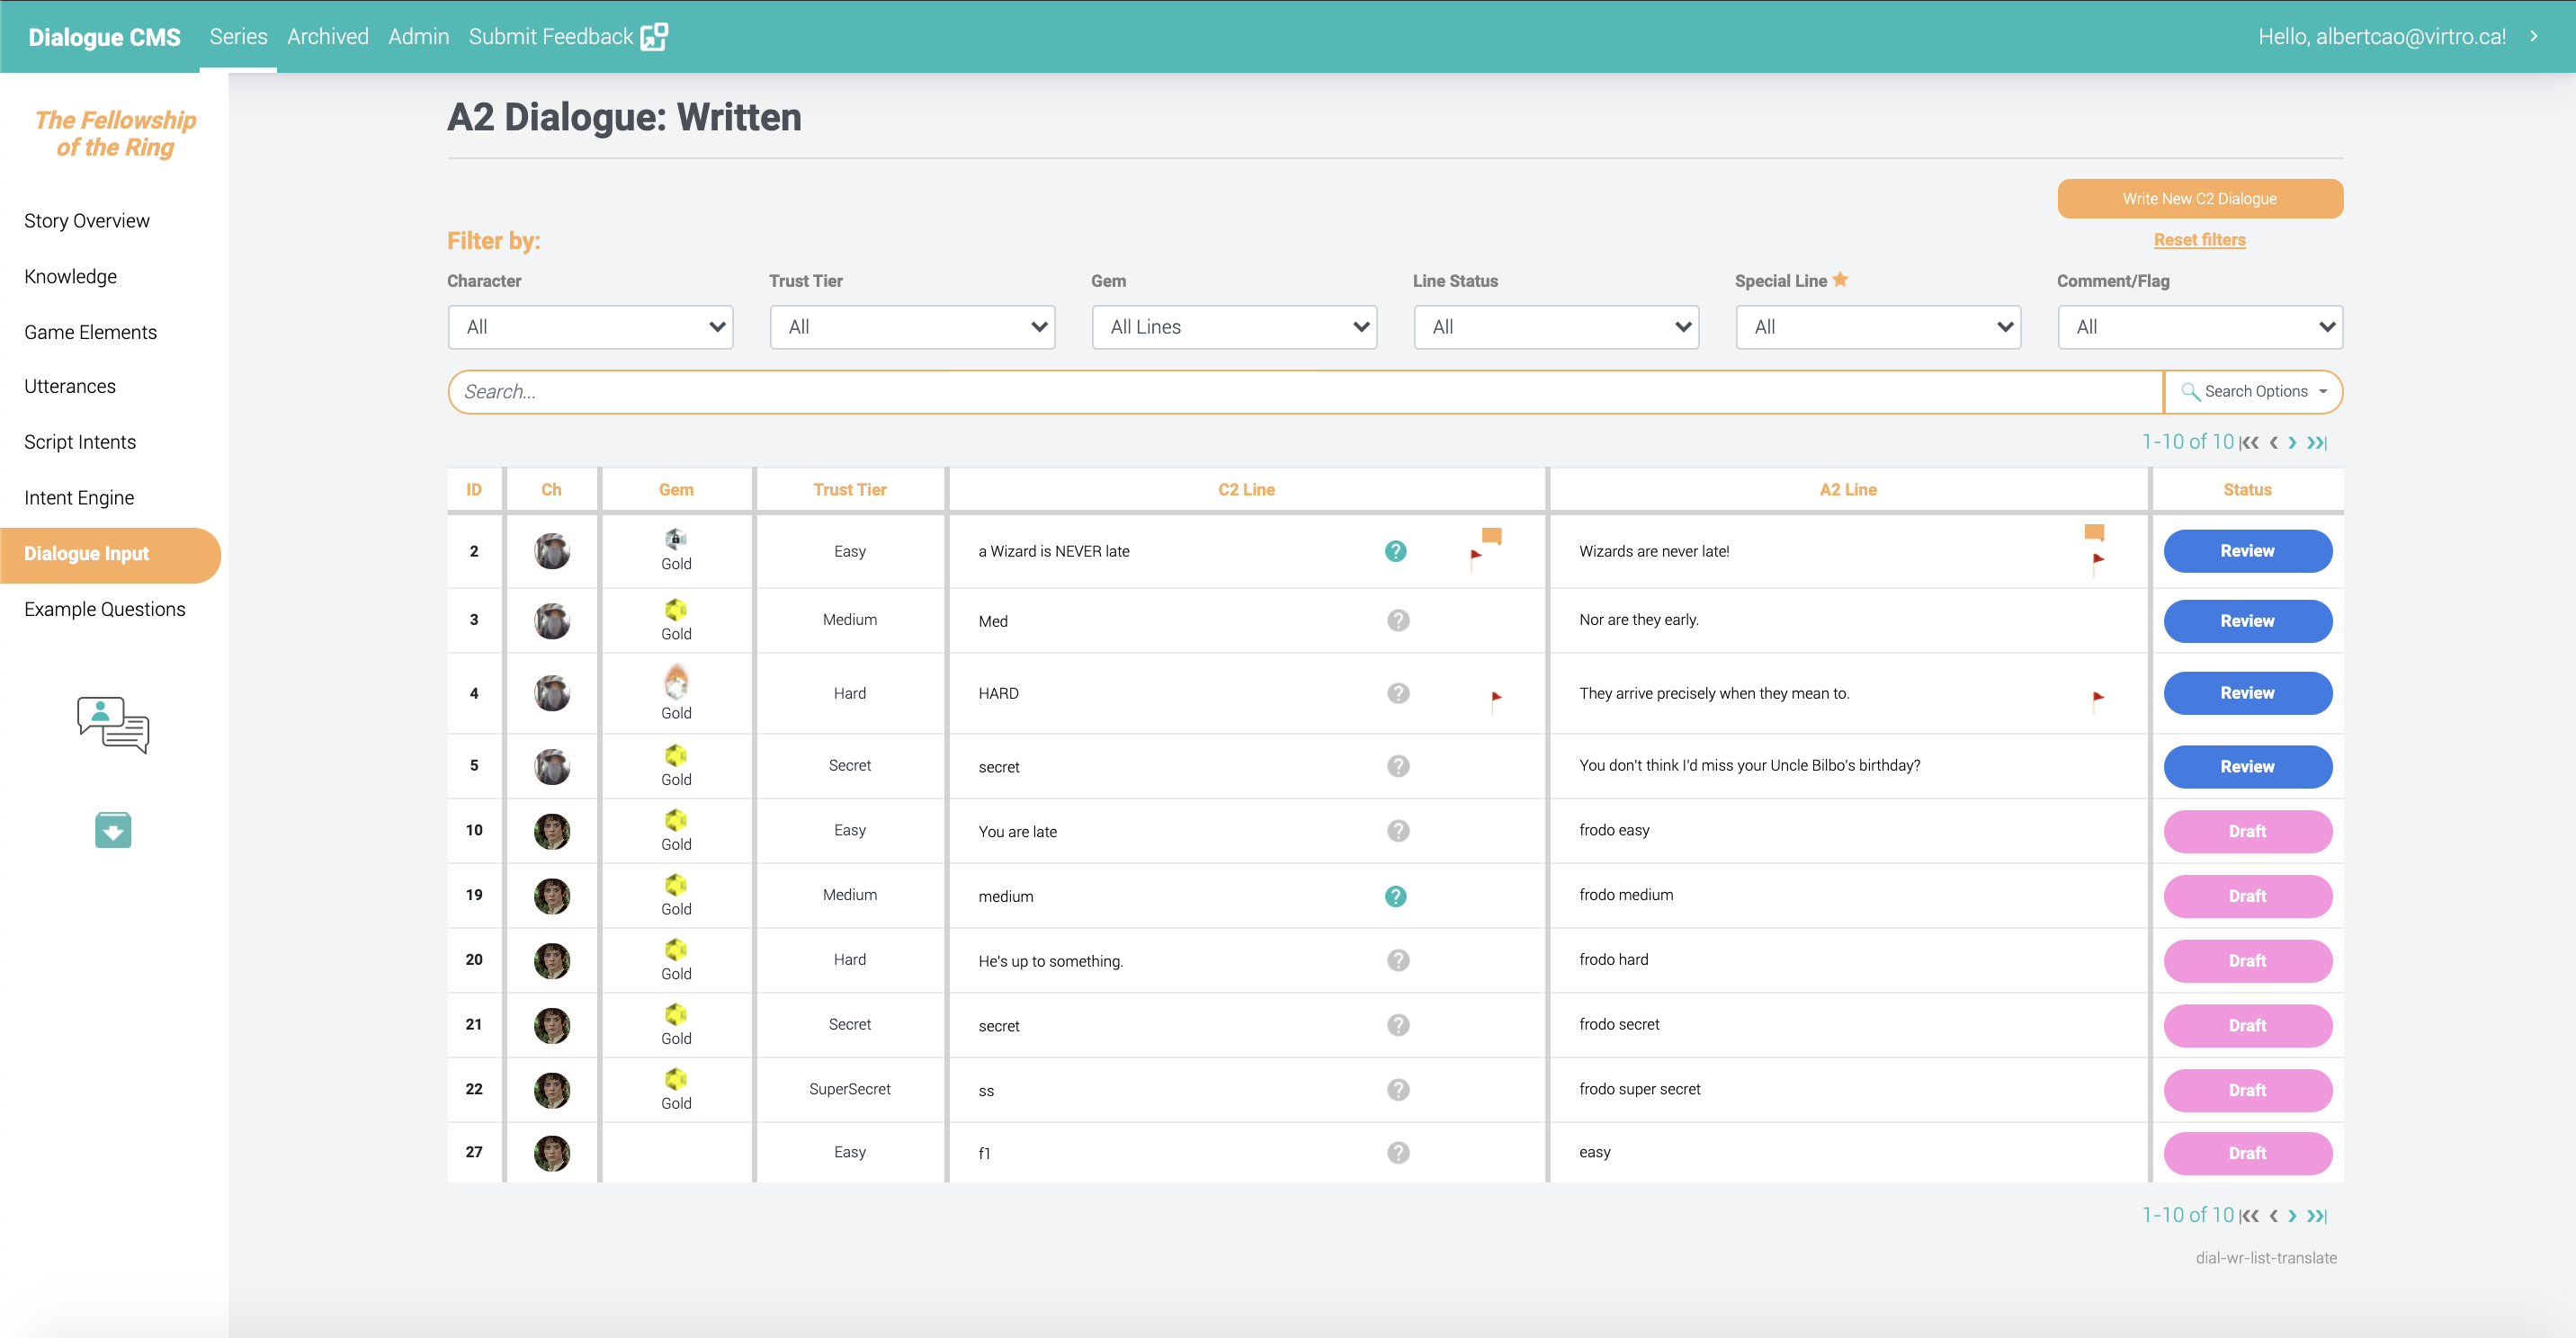 Dialogue CMS Series Archived Admin Submit Feedback Hello, albertcao@virtro.ca!
The Fellowship
of the Ring
Story Overview
Knowledge
Game Elements
Utterances
Script Intents
Intent Engine
Dialogue Input
Example Questions
A2 Dialogue: Written
Write New C2 Dialogue
Reset filters
Filter by:
Character Trust Tier Gem Line Status Special Line Comment/Flag
All All All Lines All All All
Search... Search Options
1-10 of 10
ID Ch Gem Trust Tier C2 Line A2 Line Status
2 Gold Easy a Wizard is NEVER late ? Wizards are never late! Review
3 Gold Medium Med ? Nor are they early. Review
4 Gold Hard HARD ? They arrive precisely when they mean to. Review
5 Gold Secret secret ? You don't think I'd miss your Uncle Bilbo's birthday? Review
10 Gold Easy You are late ? frodo easy Draft
19 Gold Medium medium ? frodo medium Draft
20 Gold Hard He's up to something. ? frodo hard Draft
21 Gold Secret secret ? frodo secret Draft
22 Gold SuperSecret ss ? frodo super secret Draft
27 Easy f1 ? easy Draft
1-10 of 10
dial-wr-list-translate